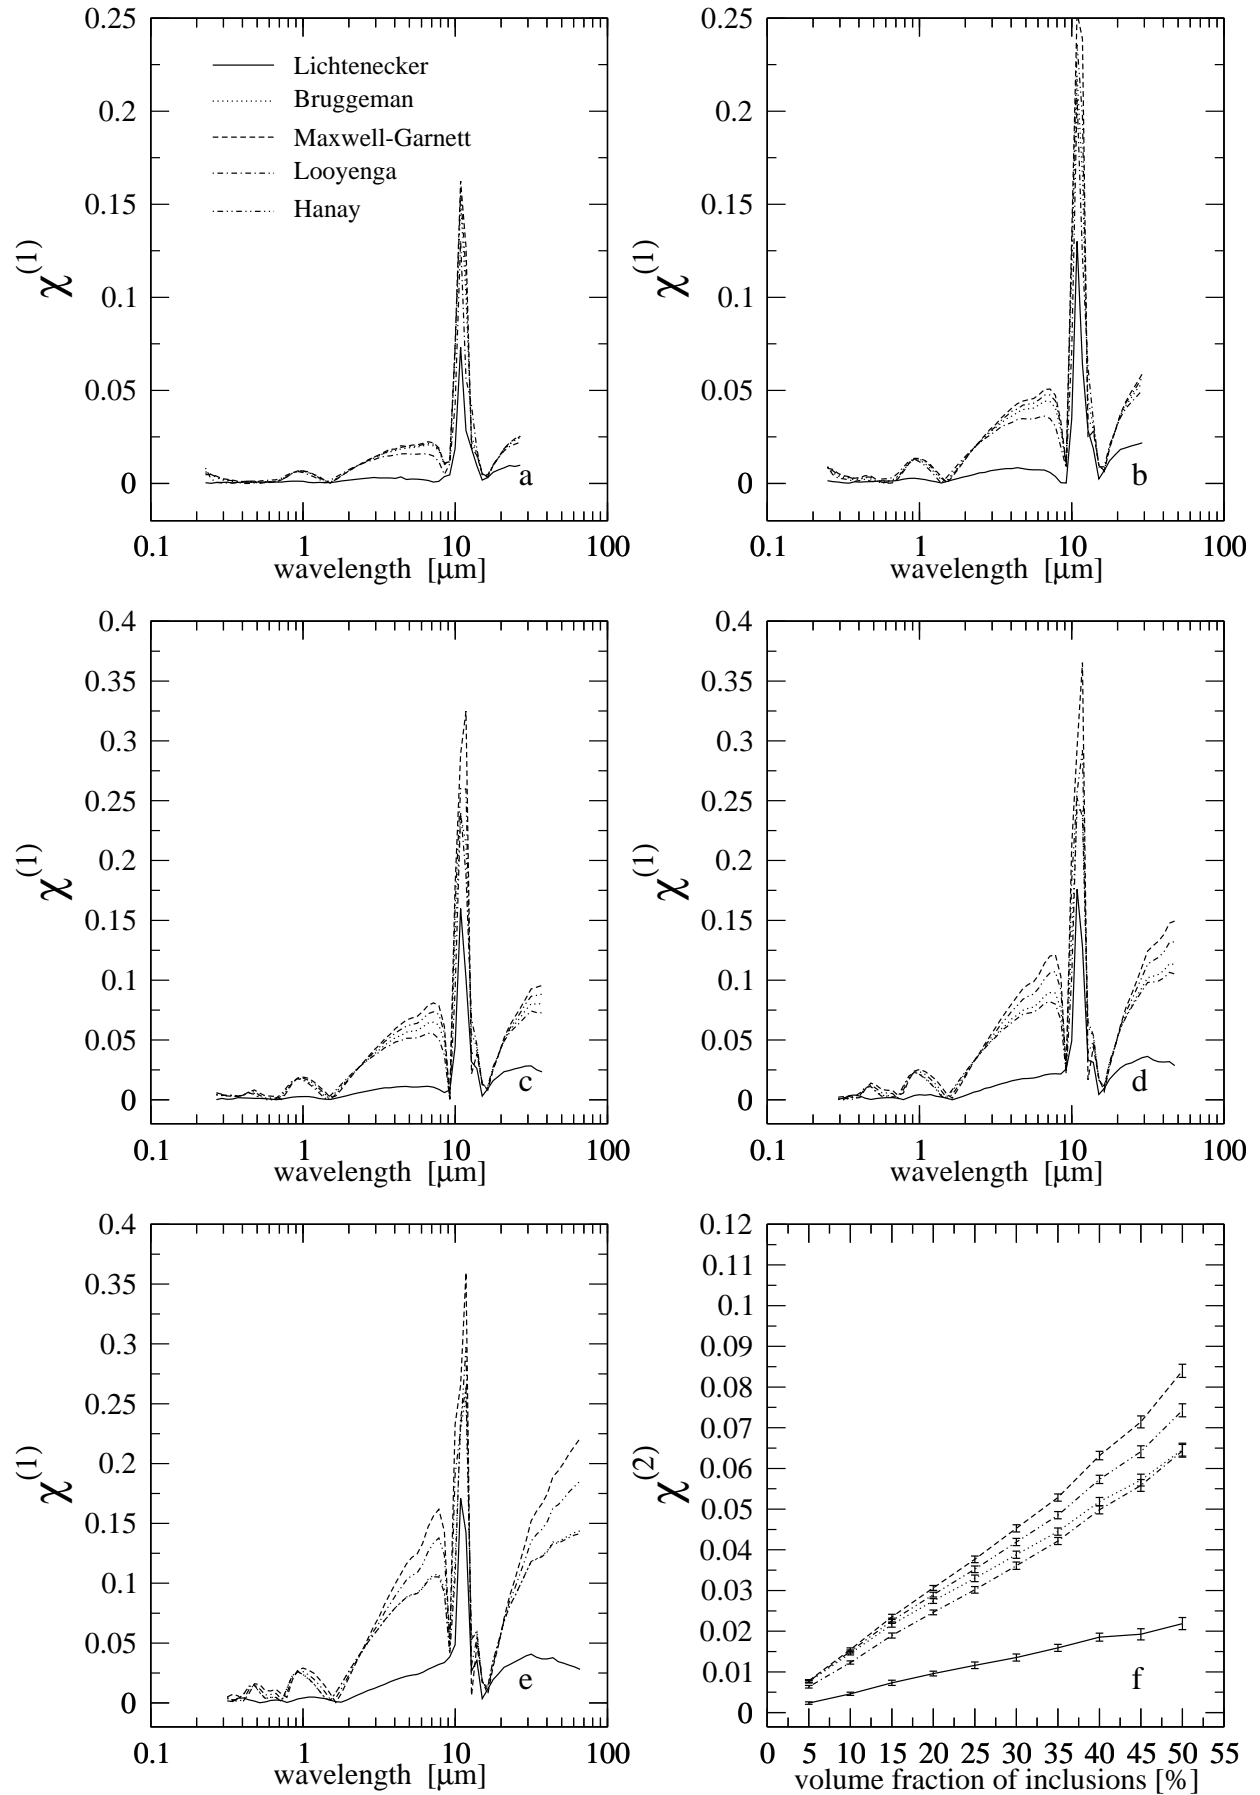 0.25
0.2
0.15
0.1
0.05
0
χ(1)
Lichtenecker
Bruggeman
Maxwell-Garnett
Looyenga
Hanay
a
0.1 1 10 100
wavelength [μm]
0.25
0.2
0.15
0.1
0.05
0
χ(1)
b
0.1 1 10 100
wavelength [μm]
0.4
0.35
0.3
0.25
0.2
0.15
0.1
0.05
0
χ(1)
c
0.1 1 10 100
wavelength [μm]
0.4
0.35
0.3
0.25
0.2
0.15
0.1
0.05
0
χ(1)
d
0.1 1 10 100
wavelength [μm]
0.4
0.35
0.3
0.25
0.2
0.15
0.1
0.05
0
χ(1)
e
0.1 1 10 100
wavelength [μm]
0.12
0.11
0.1
0.09
0.08
0.07
0.06
0.05
0.04
0.03
0.02
0.01
0
χ(2)
f
0 5 10 15 20 25 30 35 40 45 50 55
volume fraction of inclusions [%]